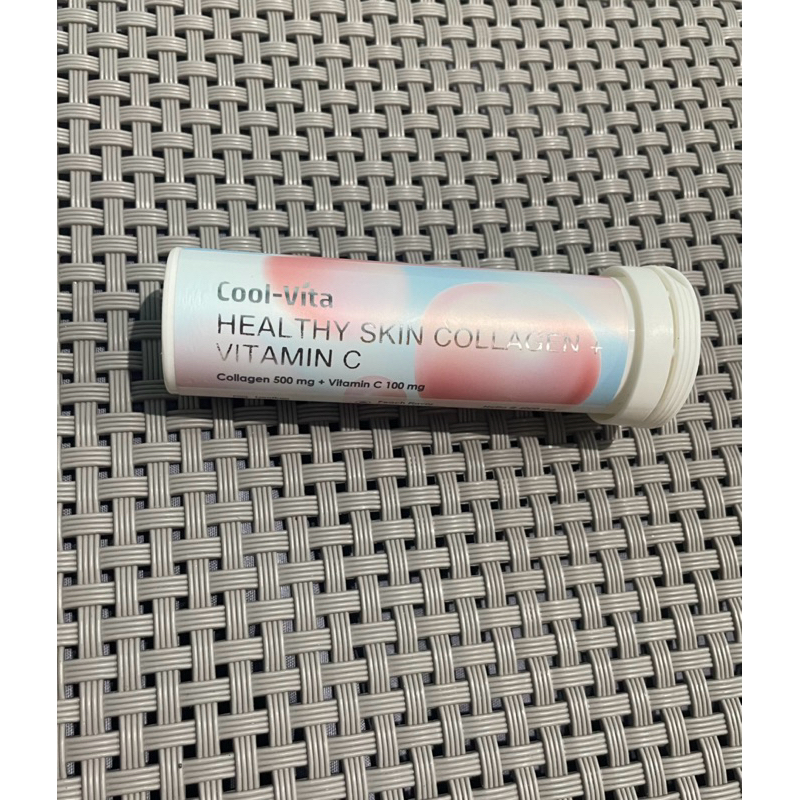 Cool-Vita
HEALTHY SKIN COLLAGEN +
VITAMIN C
Collagen 500 mg + Vitamin C 100 mg